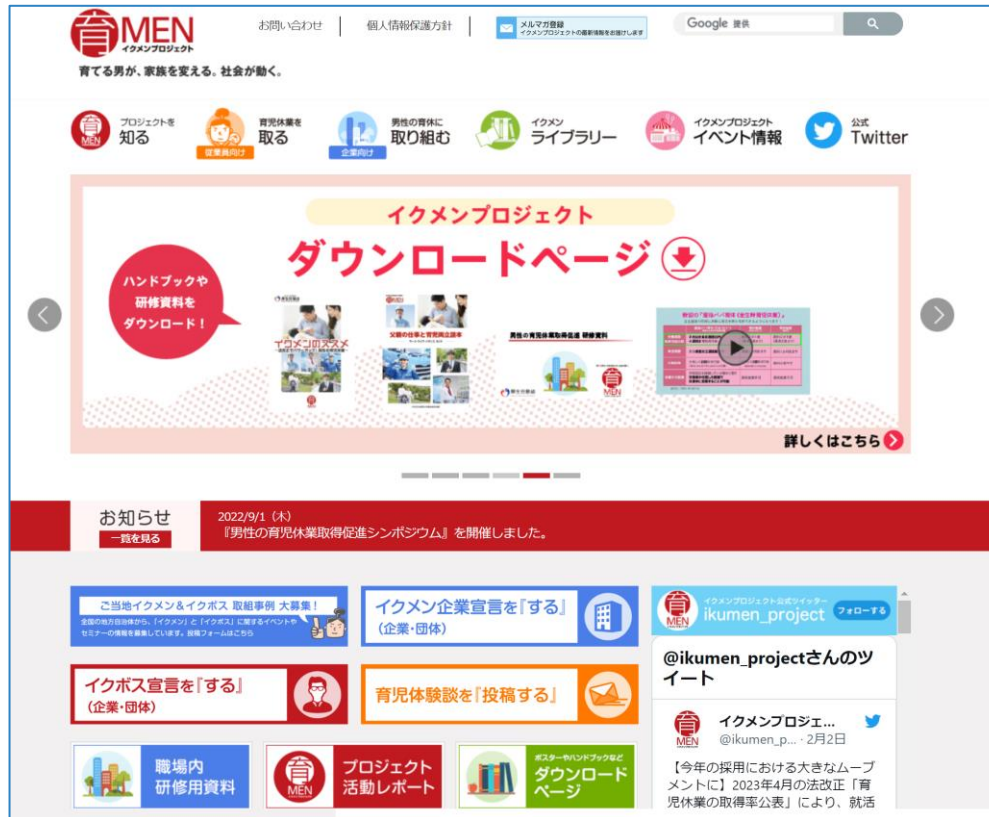 育MEN
イクメンプロジェクト
お問い合わせ
個人情報保護方針
メルマガ登録
イクメンプロジェクトの最新情報をお届けします
Google 提供
育てる男が、家族を変える。社会が動く。
育
MEN
プロジェクトを
知る
従業員向け
育児休業を
取る
企業向け
男性の育休に
取り組む
イクメン
ライブラリー
イクメンプロジェクト
イベント情報
公式
Twitter
イクメンプロジェクト
ダウンロードページ
ハンドブックや
研修資料を
ダウンロード！
イクメンのススメ
父親の仕事と育児両立読本
男性の育児休業取得促進 研修資料
厚生労働省
育
MEN
詳しくはこちら
お知らせ
一覧を見る
2022/9/1（木）
『男性の育児休業取得促進シンポジウム』を開催しました。
ご当地イクメン＆イクボス 取組事例 大募集！
全国の地方自治体から、「イクメン」と「イクボス」に関するイベントや
セミナーの情報を募集しています。投稿フォームはこちら
イクメン企業宣言を『する』
（企業・団体）
イクボス宣言を『する』
（企業・団体）
育児体験談を『投稿する』
職場内
研修用資料
育
MEN
プロジェクト
活動レポート
ポスターやハンドブックなど
ダウンロード
ページ
育
MEN
イクメンプロジェクト公式ツイッター
ikumen_project
フォローする
@ikumen_projectさんのツ
イート
育
MEN
イクメンプロジェ...
@ikumen_p... · 2月2日
【今年の採用における大きなムーブ
メントに】2023年4月の法改正「育
児休業の取得率公表」により、就活